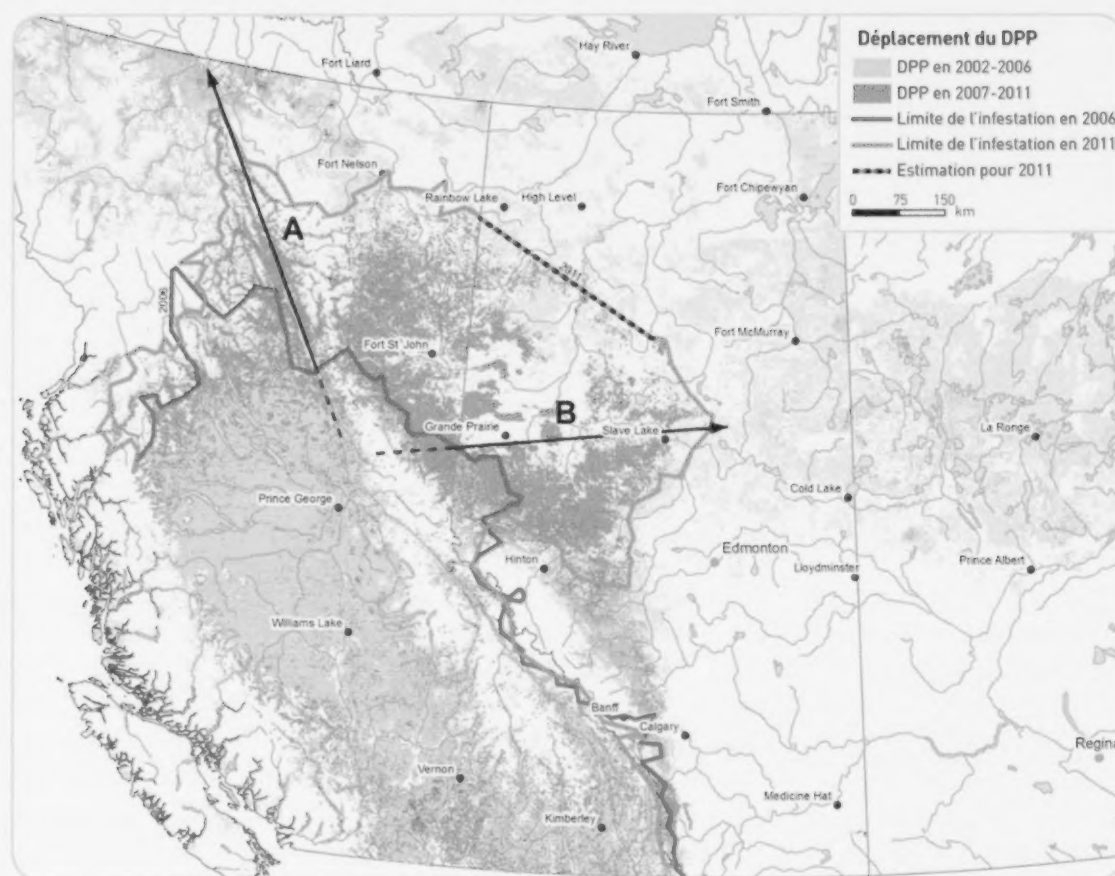 Déplacement du DPP
DPP en 2002-2006
DPP en 2007-2011
Limite de l'infestation en 2006
Limite de l'infestation en 2011
Estimation pour 2011
0 75 150
km
Hay River
Fort Liard
Fort Smith
Fort Nelson
Fort Chipewyan
Rainbow Lake
High Level
A
2011
2006
Fort McMurray
Fort St John
B
Grande Prairie
Slave Lake
La Ronge
Cold Lake
Prince George
Edmonton
Hinton
Lloydminster
Prince Albert
Williams Lake
Banff
Calgary
Regina
Vernon
Medicine Hat
Kimberley